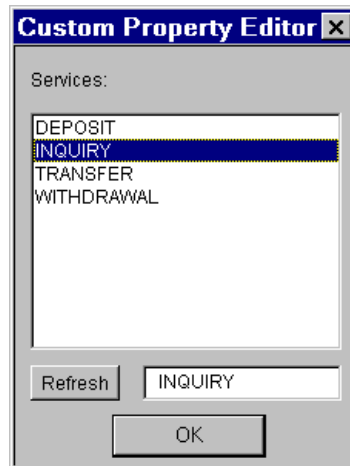 Custom Property Editor
Services:
DEPOSIT
INQUIRY
TRANSFER
WITHDRAWAL
Refresh INQUIRY
OK